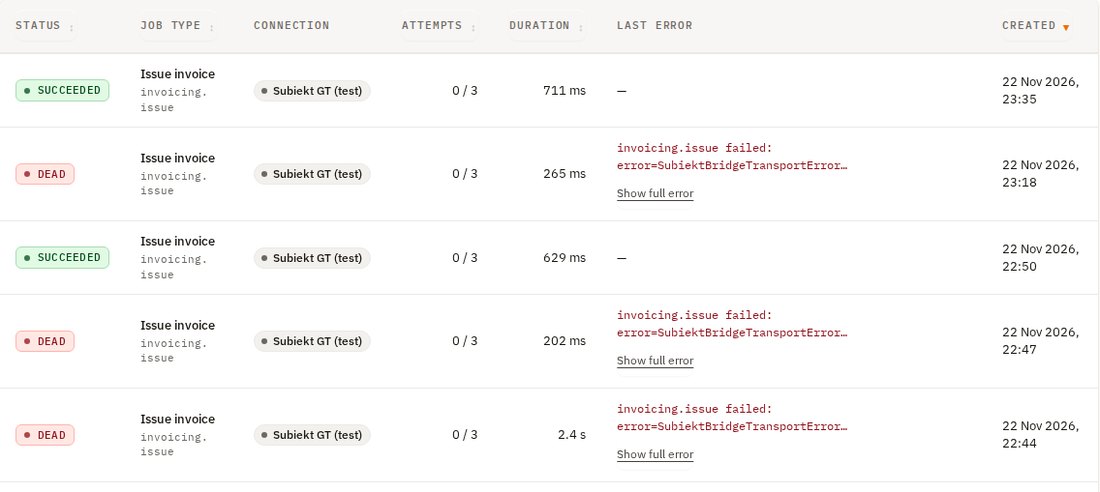 STATUS JOB TYPE CONNECTION ATTEMPTS DURATION LAST ERROR CREATED
SUCCEEDED
Issue invoice
invoicing.
issue
Subiekt GT (test)
0 / 3
711 ms
—
22 Nov 2026,
23:35
DEAD
Issue invoice
invoicing.
issue
Subiekt GT (test)
0 / 3
265 ms
invoicing.issue failed:
error=SubiektBridgeTransportError…
Show full error
22 Nov 2026,
23:18
SUCCEEDED
Issue invoice
invoicing.
issue
Subiekt GT (test)
0 / 3
629 ms
—
22 Nov 2026,
22:50
DEAD
Issue invoice
invoicing.
issue
Subiekt GT (test)
0 / 3
202 ms
invoicing.issue failed:
error=SubiektBridgeTransportError…
Show full error
22 Nov 2026,
22:47
DEAD
Issue invoice
invoicing.
issue
Subiekt GT (test)
0 / 3
2.4 s
invoicing.issue failed:
error=SubiektBridgeTransportError…
Show full error
22 Nov 2026,
22:44